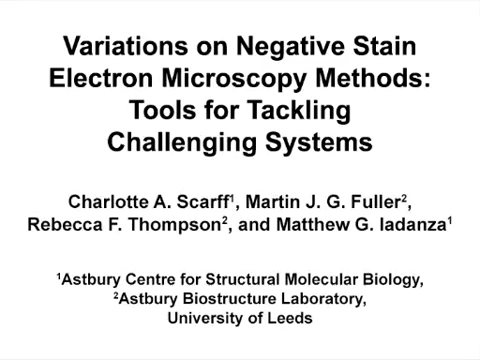 Variations on Negative Stain
Electron Microscopy Methods:
Tools for Tackling
Challenging Systems
Charlotte A. Scarff¹, Martin J. G. Fuller²,
Rebecca F. Thompson², and Matthew G. Iadanza¹
¹Astbury Centre for Structural Molecular Biology,
²Astbury Biostructure Laboratory,
University of Leeds